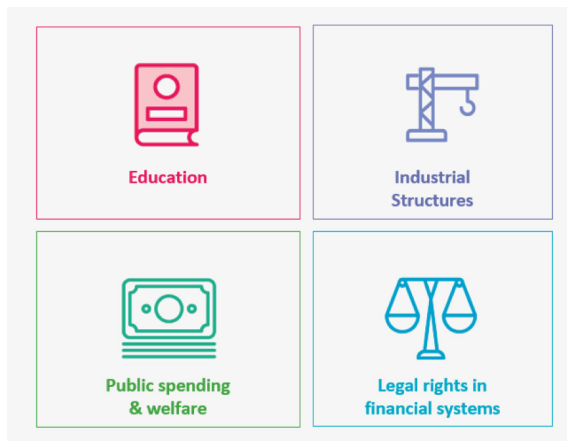 Education
Industrial
Structures
Public spending
& welfare
Legal rights in
financial systems